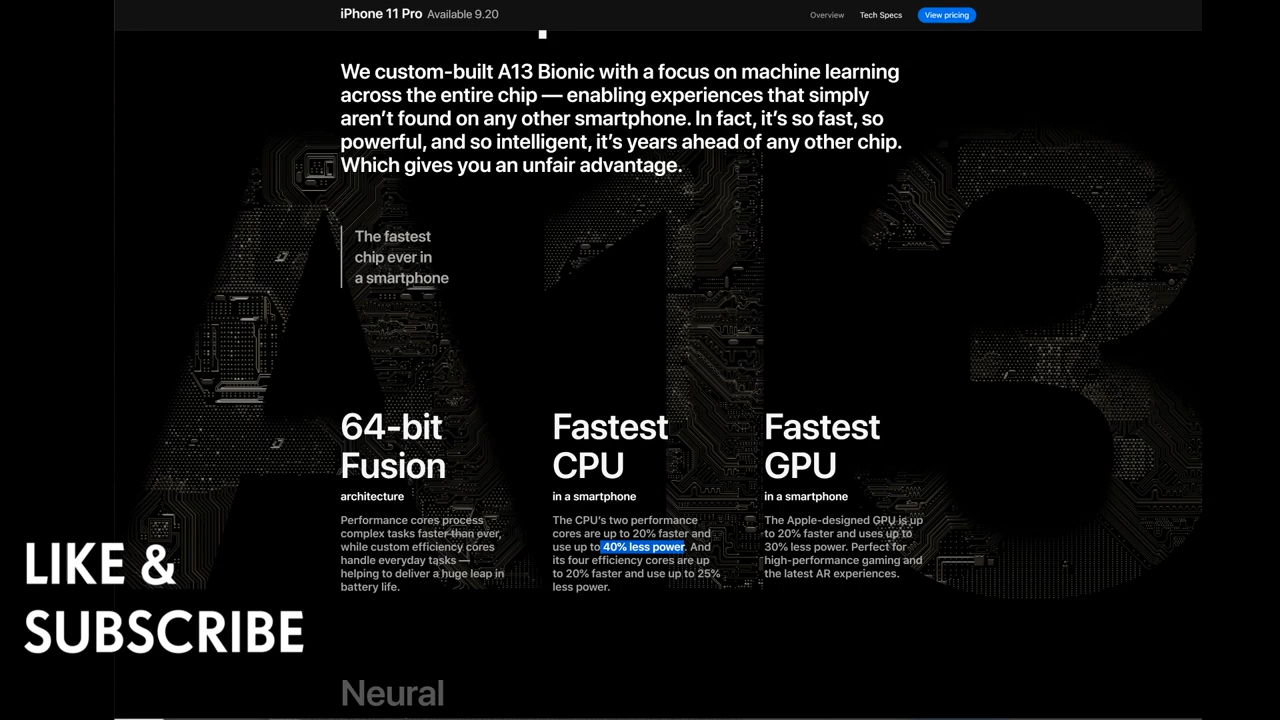 iPhone 11 Pro Available 9.20
Overview Tech Specs View pricing
We custom-built A13 Bionic with a focus on machine learning
across the entire chip — enabling experiences that simply
aren’t found on any other smartphone. In fact, it’s so fast, so
powerful, and so intelligent, it’s years ahead of any other chip.
Which gives you an unfair advantage.
A13
The fastest
chip ever in
a smartphone
64-bit
Fusion
architecture
Performance cores process
complex tasks faster than ever,
while custom efficiency cores
handle everyday tasks —
helping to deliver a huge leap in
battery life.
Fastest
CPU
in a smartphone
The CPU’s two performance
cores are up to 20% faster and
use up to 40% less power. And
its four efficiency cores are up
to 20% faster and use up to 25%
less power.
Fastest
GPU
in a smartphone
The Apple-designed GPU is up
to 20% faster and uses up to
30% less power. Perfect for
high-performance gaming and
the latest AR experiences.
LIKE &
SUBSCRIBE
Neural